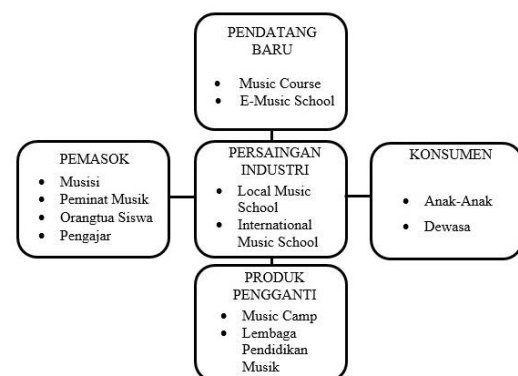 PENDATANG
BARU
• Music Course
• E-Music School
PEMASOK
• Musisi
• Peminat Musik
• Orangtua Siswa
• Pengajar
PERSAINGAN
INDUSTRI
• Local Music
School
• International
Music School
KONSUMEN
• Anak-Anak
• Dewasa
PRODUK
PENGGANTI
• Music Camp
• Lembaga
Pendidikan
Musik